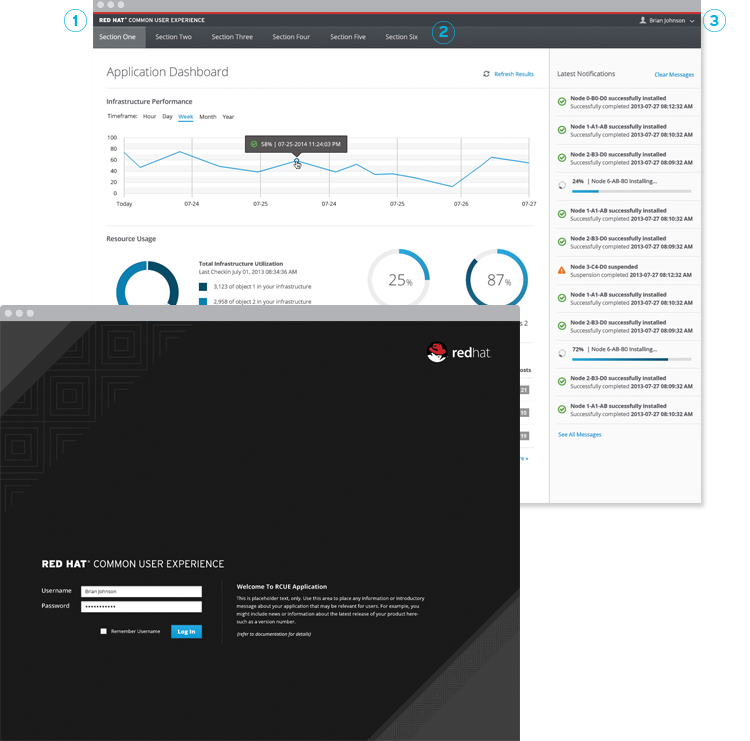 1
RED HAT® COMMON USER EXPERIENCE
Brian Johnson
3
Section One
Section Two
Section Three
Section Four
Section Five
Section Six
2
Application Dashboard
Refresh Results
Infrastructure Performance
Timeframe: Hour Day Week Month Year
58% | 07-25-2014 11:24:03 PM
100
80
60
40
20
0
Today 07-24 07-25 07-24 07-25 07-26 07-27
Resource Usage
Total Infrastructure Utilization
Last Checkin July 01, 2013 08:34:36 AM
3,123 of object 1 in your infrastructure
2,958 of object 2 in your infrastructure
25%
87%
s 2
osts
21
10
19
Latest Notifications
Clear Messages
Node 0-B0-D0 successfully installed
Successfully completed 2013-07-27 08:12:32 AM
Node 1-A1-AB successfully installed
Successfully completed 2013-07-27 08:10:32 AM
Node 2-B3-D0 successfully installed
Successfully completed 2013-07-27 08:09:32 AM
24% | Node 6-AB-B0 Installing...
Node 1-A1-AB successfully installed
Successfully completed 2013-07-27 08:10:32 AM
Node 2-B3-D0 successfully installed
Successfully completed 2013-07-27 08:09:32 AM
Node 3-C4-D0 suspended
Suspension completed 2013-07-27 08:12:32 AM
Node 1-A1-AB successfully installed
Successfully completed 2013-07-27 08:10:32 AM
Node 2-B3-D0 successfully installed
Successfully completed 2013-07-27 08:09:32 AM
72% | Node 6-AB-B0 Installing...
Node 2-B3-D0 successfully installed
Successfully completed 2013-07-27 08:09:32 AM
Node 1-A1-AB successfully installed
Successfully completed 2013-07-27 08:10:32 AM
See All Messages
redhat.
RED HAT® COMMON USER EXPERIENCE
Username
Brian Johnson
Password
Remember Username
Log In
Welcome To RCUE Application
This is placeholder text, only. Use this area to place any information or introductory
message about your application that may be relevant for users. For example, you
might include news or information about the latest release of your product here-
such as a version number.
(refer to documentation for details)